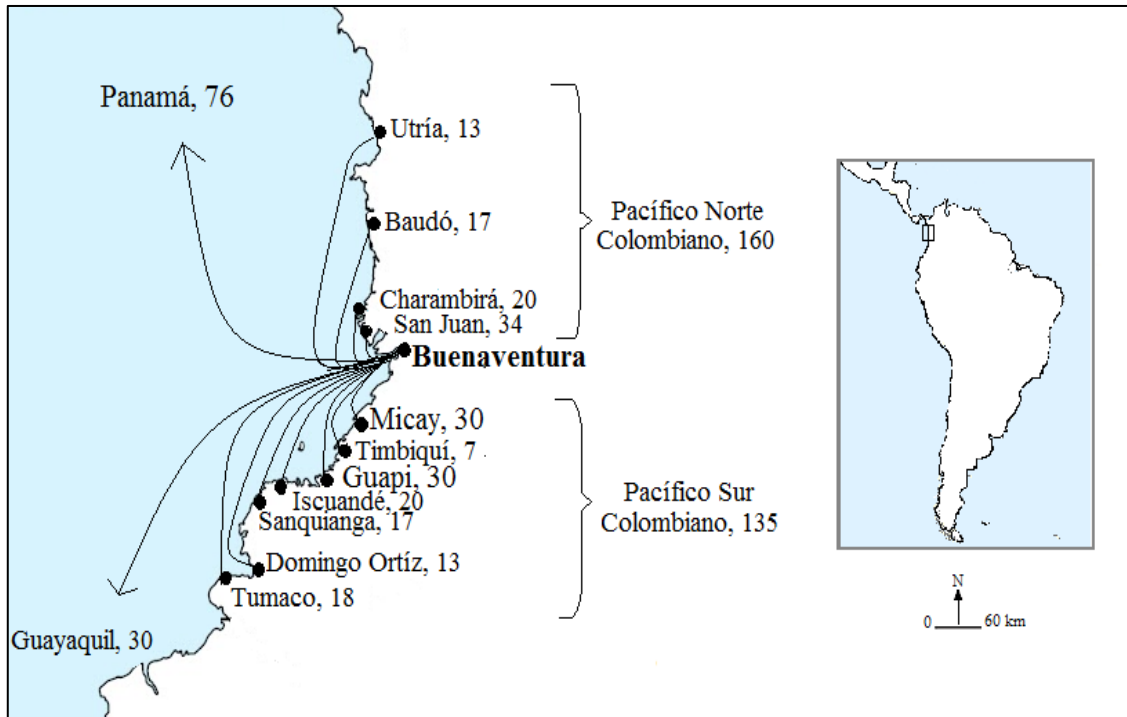 Panamá, 76
Utría, 13
Baudó, 17
Charambirá, 20
San Juan, 34
Buenaventura
Pacífico Norte
Colombiano, 160
Micay, 30
Timbiquí, 7
Guapi, 30
Iscuandé, 20
Sanquianga, 17
Domingo Ortíz, 13
Tumaco, 18
Pacífico Sur
Colombiano, 135
Guayaquil, 30
N
0 60 km